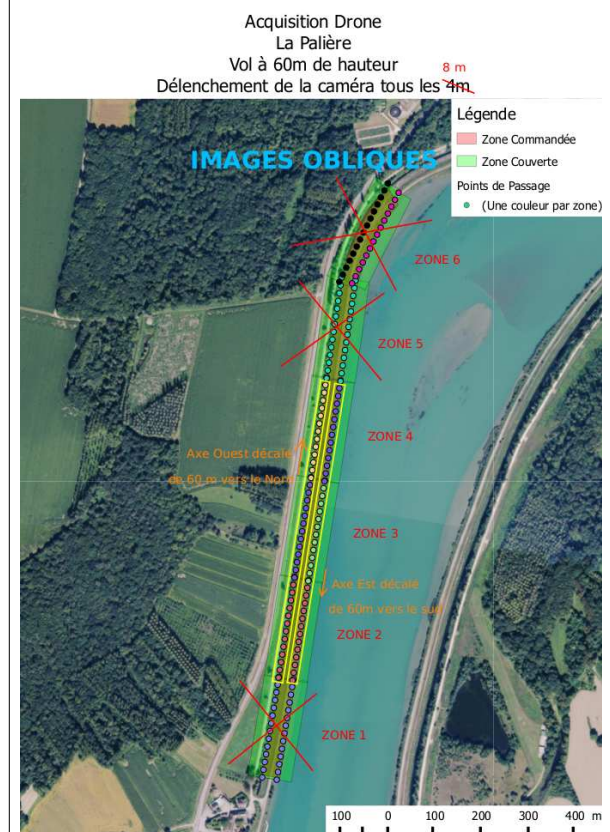 Acquisition Drone
La Palière
Vol à 60m de hauteur
8 m
Délenchement de la caméra tous les 4m
Légende
Zone Commandée
Zone Couverte
Points de Passage
(Une couleur par zone)
IMAGES OBLIQUES
ZONE 6
ZONE 5
ZONE 4
Axe Ouest décalé
de 60 m vers le Nord
ZONE 3
Axe Est décalé
de 60m vers le sud
ZONE 2
ZONE 1
100 0 100 200 300 400 m